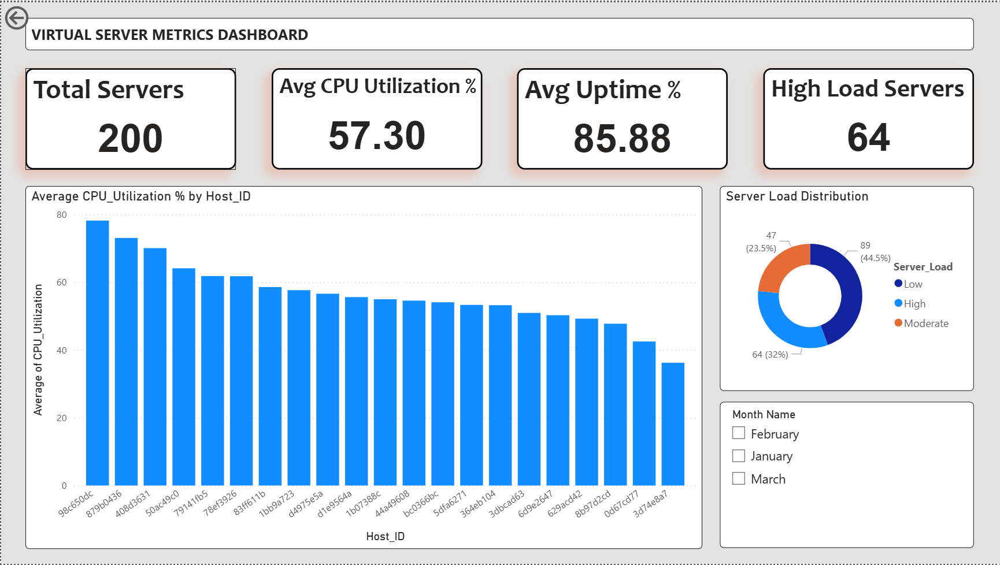 VIRTUAL SERVER METRICS DASHBOARD
Total Servers
200
Avg CPU Utilization %
57.30
Avg Uptime %
85.88
High Load Servers
64
Average CPU_Utilization % by Host_ID
Average of CPU_Utilization
80
60
40
20
0
98c650dc
879b0436
408d3631
50ac49c0
79141fb5
78ef3926
83ff611b
1bb9a723
d4975e5a
d1e9564a
1b07388c
44a49608
bc0366bc
5dfa6271
364eb104
3dbcad63
6d9e2647
629acd42
8b97d2cd
0d67cd77
3d74e8a7
Host_ID
Server Load Distribution
47
(23.5%)
89
(44.5%)
64 (32%)
Server_Load
Low
High
Moderate
Month Name
February
January
March